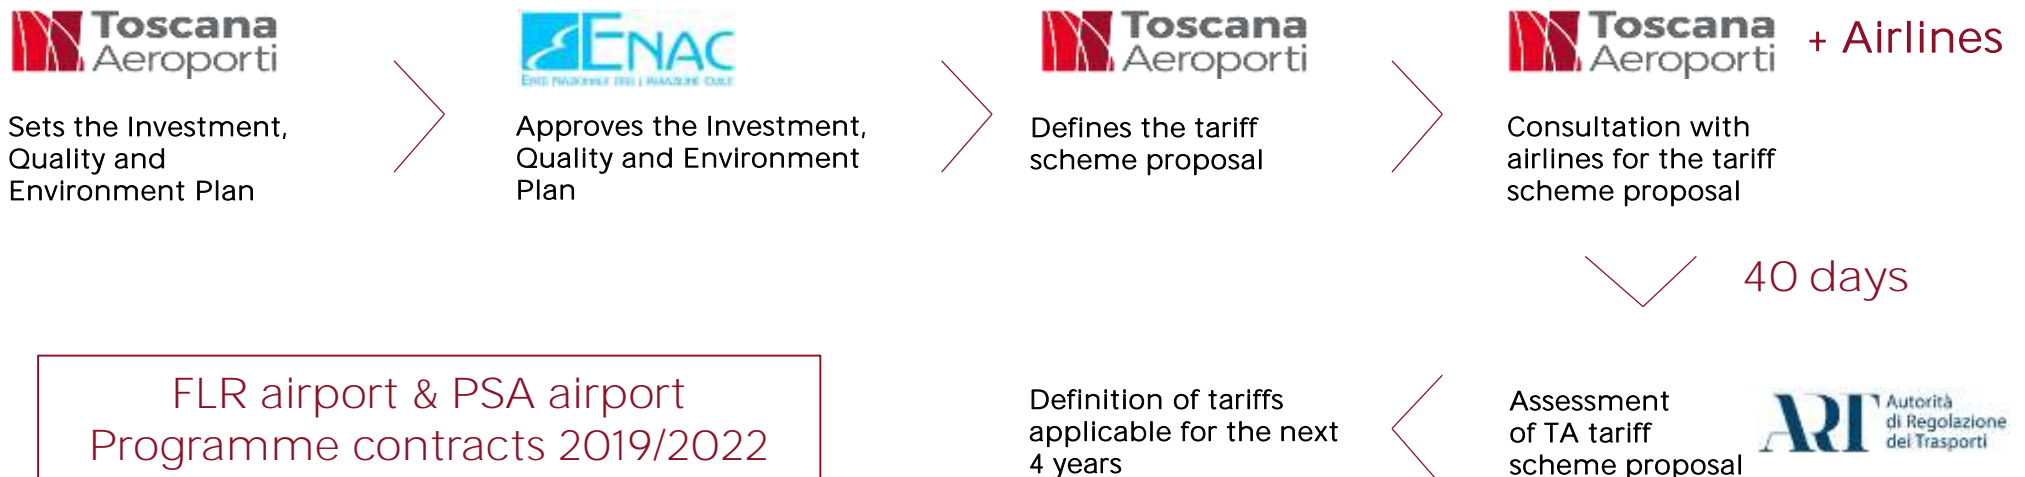 Toscana
Aeroporti
Sets the Investment,
Quality and
Environment Plan
ENAC
Approves the Investment,
Quality and Environment
Plan
Toscana
Aeroporti
Defines the tariff
scheme proposal
Toscana
Aeroporti
+ Airlines
Consultation with
airlines for the tariff
scheme proposal
40 days
Assessment
of TA tariff
scheme proposal
ART
Autorità
di Regolazione
dei Trasporti
Definition of tariffs
applicable for the next
4 years
FLR airport & PSA airport
Programme contracts 2019/2022